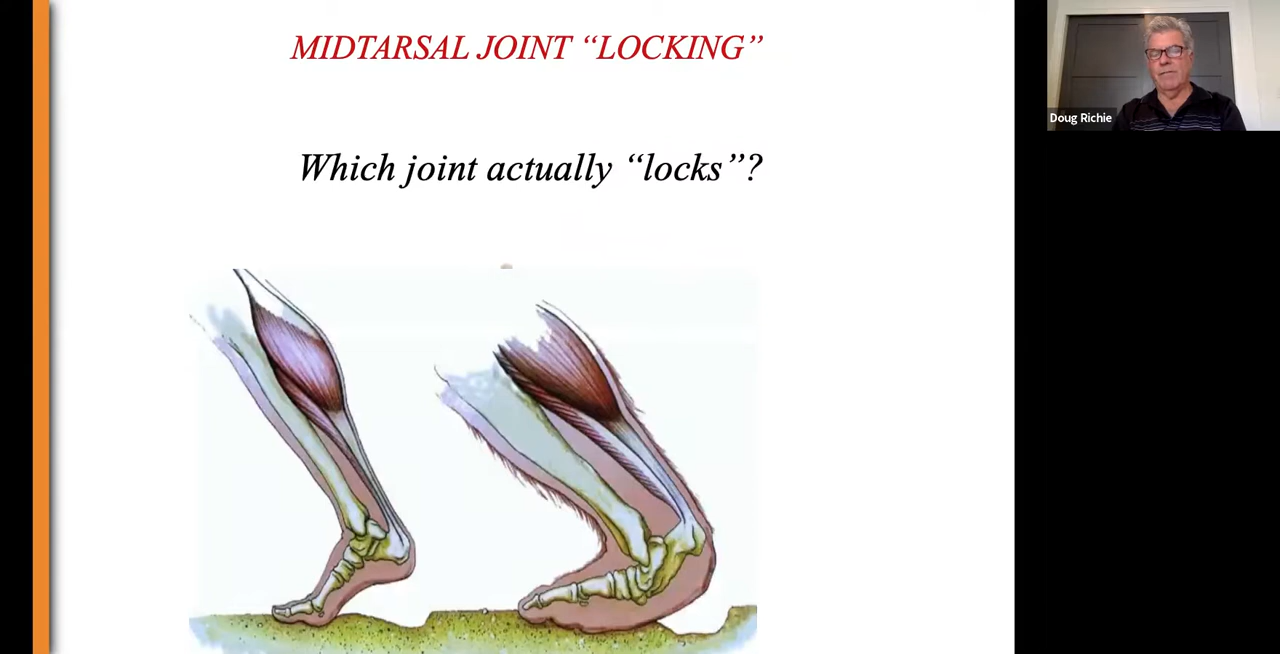 MIDTARSAL JOINT “LOCKING”
Which joint actually “locks”?
Doug Richie